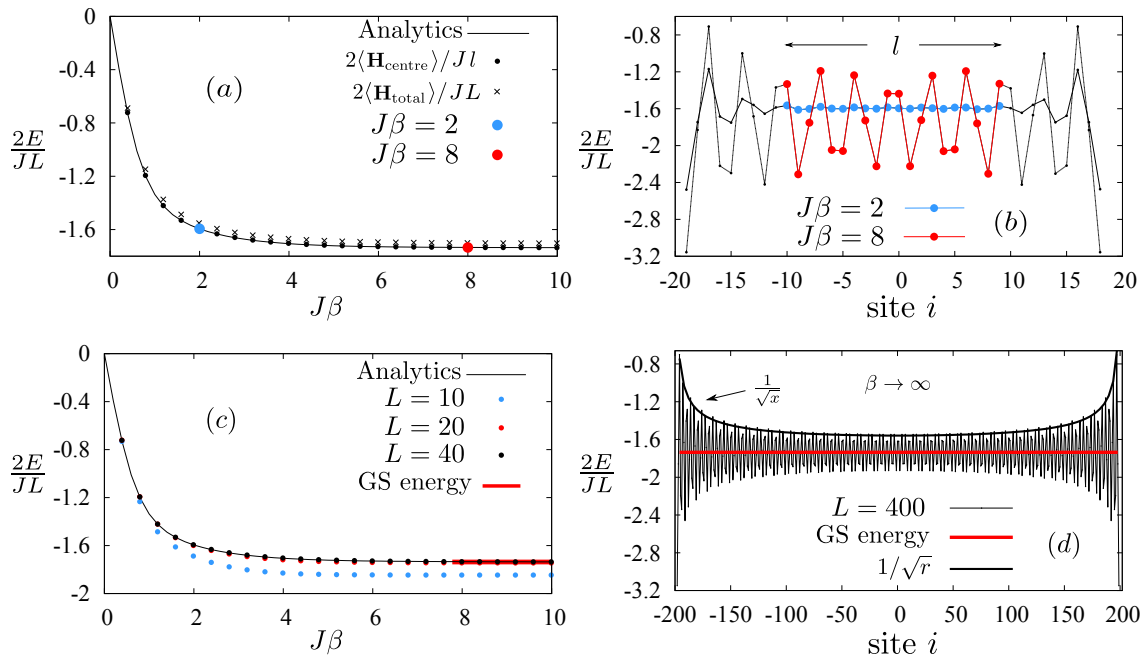 0
-0.4
-0.8
-1.2
-1.6
0 2 4 6 8 10
2E/JL
Jβ
(a)
Analytics
2⟨H_centre⟩/Jl
2⟨H_total⟩/JL
Jβ = 2
Jβ = 8
-0.8
-1.2
-1.6
-2
-2.4
-2.8
-3.2
-20 -15 -10 -5 0 5 10 15 20
2E/JL
site i
l
Jβ = 2
Jβ = 8
(b)
0
-0.4
-0.8
-1.2
-1.6
-2
0 2 4 6 8 10
2E/JL
Jβ
(c)
Analytics
L = 10
L = 20
L = 40
GS energy
-0.8
-1.2
-1.6
-2
-2.4
-2.8
-3.2
-200 -150 -100 -50 0 50 100 150 200
2E/JL
site i
1/√x
β → ∞
L = 400
GS energy
1/√r
(d)